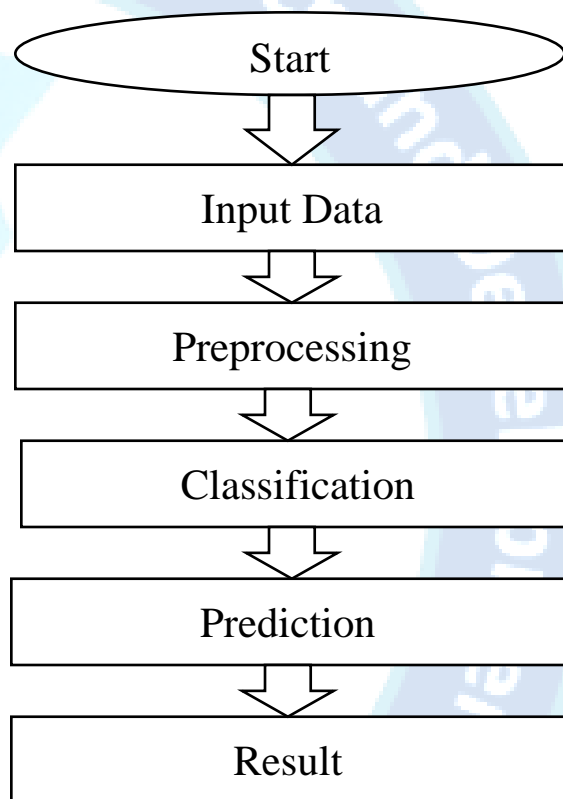 Start
Input Data
Preprocessing
Classification
Prediction
Result